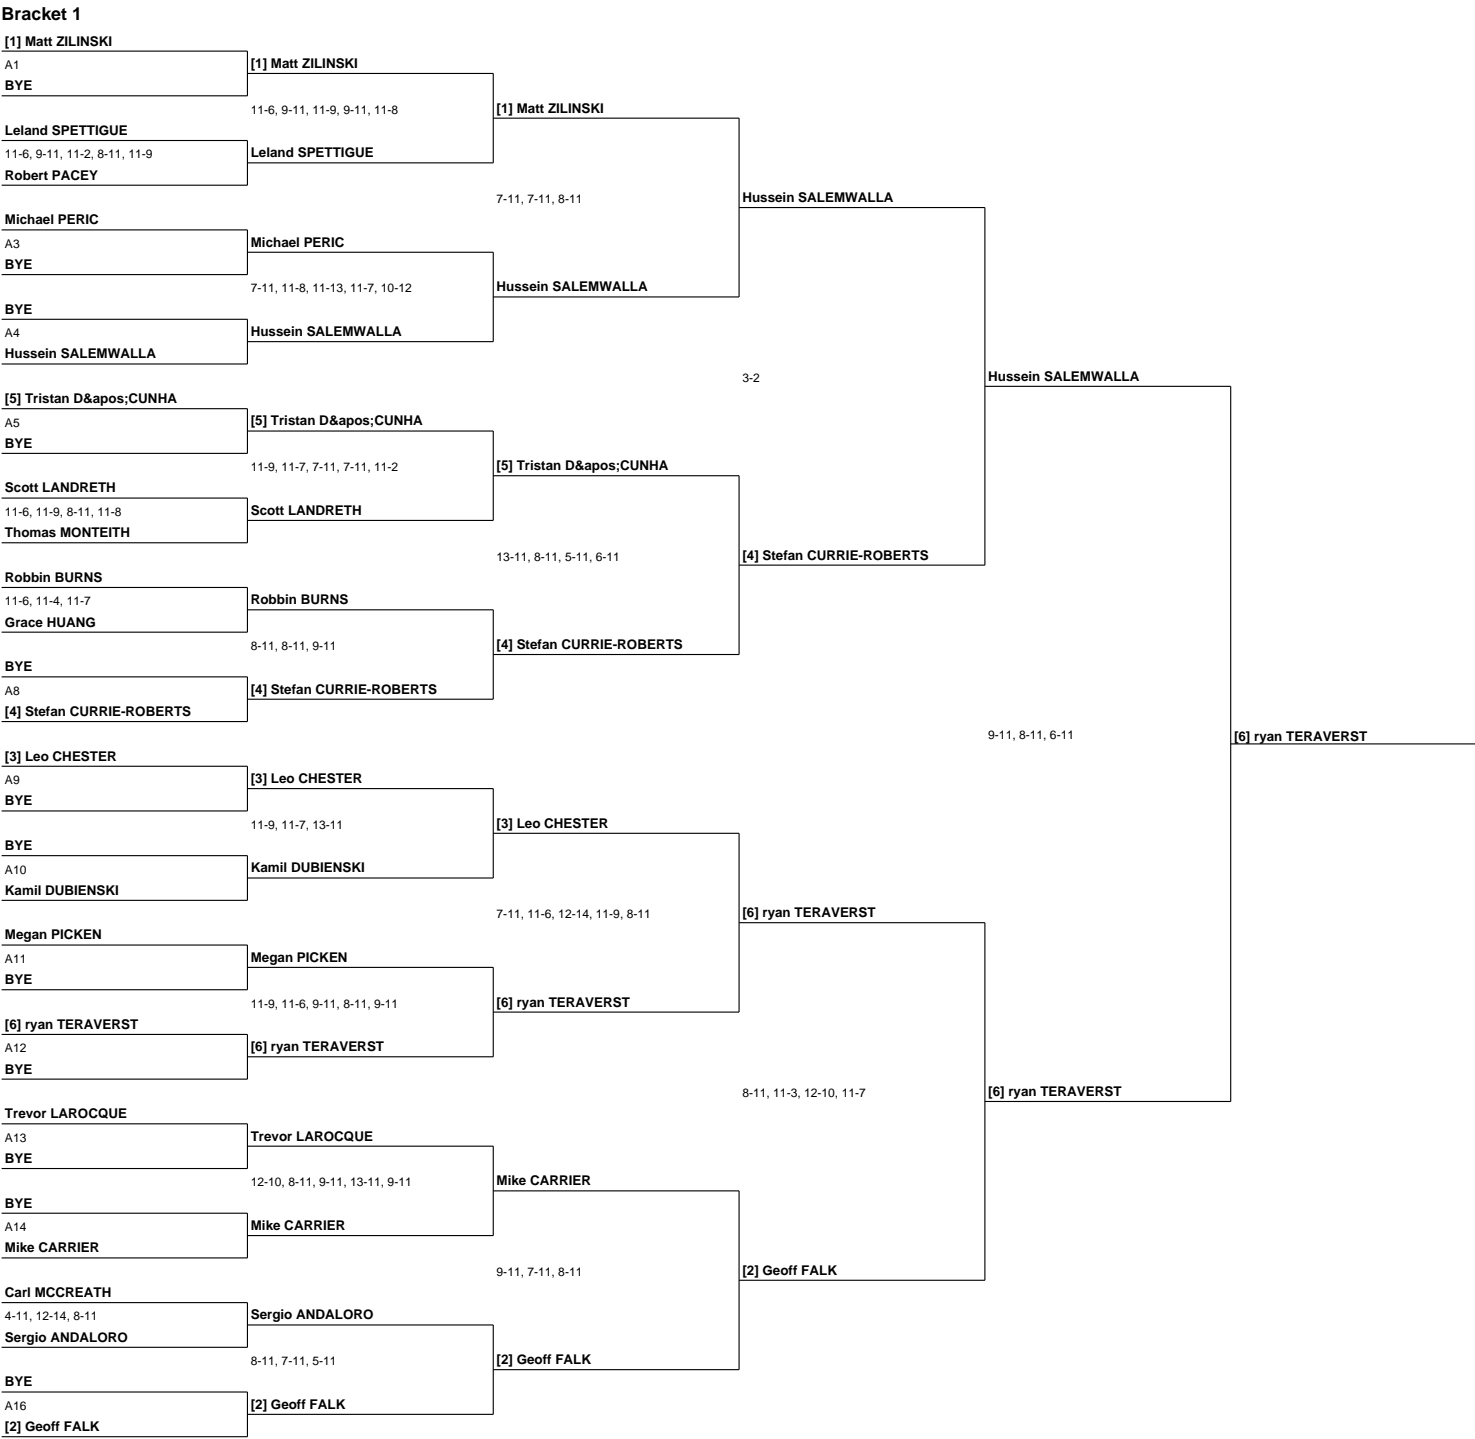 Bracket 1
[1] Matt ZILINSKI
A1
[1] Matt ZILINSKI
BYE
11-6, 9-11, 11-9, 9-11, 11-8
[1] Matt ZILINSKI
Leland SPETTIGUE
11-6, 9-11, 11-2, 8-11, 11-9
Leland SPETTIGUE
Robert PACEY
7-11, 7-11, 8-11
Hussein SALEMWALLA
Michael PERIC
A3
Michael PERIC
BYE
7-11, 11-8, 11-13, 11-7, 10-12
Hussein SALEMWALLA
BYE
A4
Hussein SALEMWALLA
Hussein SALEMWALLA
3-2
Hussein SALEMWALLA
[5] Tristan D&apos;CUNHA
A5
[5] Tristan D&apos;CUNHA
BYE
11-9, 11-7, 7-11, 7-11, 11-2
[5] Tristan D&apos;CUNHA
Scott LANDRETH
11-6, 11-9, 8-11, 11-8
Scott LANDRETH
Thomas MONTEITH
13-11, 8-11, 5-11, 6-11
[4] Stefan CURRIE-ROBERTS
Robbin BURNS
11-6, 11-4, 11-7
Robbin BURNS
Grace HUANG
8-11, 8-11, 9-11
[4] Stefan CURRIE-ROBERTS
BYE
A8
[4] Stefan CURRIE-ROBERTS
[4] Stefan CURRIE-ROBERTS
9-11, 8-11, 6-11
[6] ryan TERAVERST
[3] Leo CHESTER
A9
[3] Leo CHESTER
BYE
11-9, 11-7, 13-11
[3] Leo CHESTER
BYE
A10
Kamil DUBIENSKI
Kamil DUBIENSKI
7-11, 11-6, 12-14, 11-9, 8-11
[6] ryan TERAVERST
Megan PICKEN
A11
Megan PICKEN
BYE
11-9, 11-6, 9-11, 8-11, 9-11
[6] ryan TERAVERST
[6] ryan TERAVERST
A12
[6] ryan TERAVERST
BYE
8-11, 11-3, 12-10, 11-7
[6] ryan TERAVERST
Trevor LAROCQUE
A13
Trevor LAROCQUE
BYE
12-10, 8-11, 9-11, 13-11, 9-11
Mike CARRIER
BYE
A14
Mike CARRIER
Mike CARRIER
9-11, 7-11, 8-11
[2] Geoff FALK
Carl MCCREATH
4-11, 12-14, 8-11
Sergio ANDALORO
Sergio ANDALORO
8-11, 7-11, 5-11
[2] Geoff FALK
BYE
A16
[2] Geoff FALK
[2] Geoff FALK